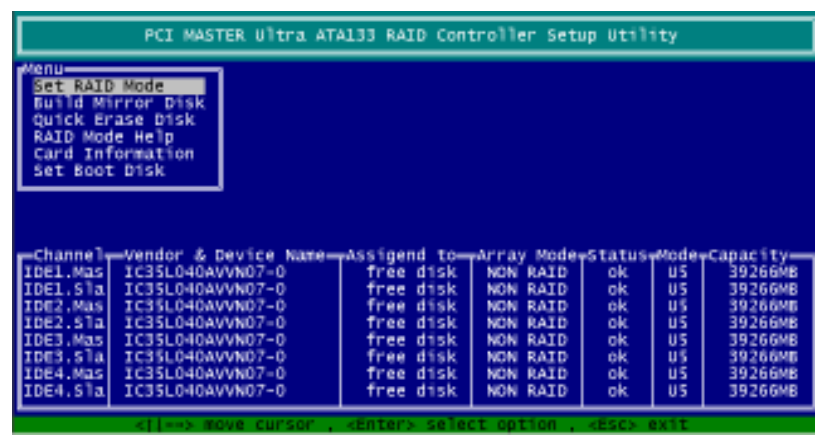 PCI MASTER Ultra ATA133 RAID Controller Setup Utility
Menu
Set RAID Mode
Build Mirror Disk
Quick Erase Disk
RAID Mode Help
Card Information
Set Boot Disk
Channel Vendor & Device Name Assigend to Array Mode Status Mode Capacity
IDE1.Mas IC35L040AVVN07-0 free disk NON RAID ok U5 39266MB
IDE1.Sla IC35L040AVVN07-0 free disk NON RAID ok U5 39266MB
IDE2.Mas IC35L040AVVN07-0 free disk NON RAID ok U5 39266MB
IDE2.Sla IC35L040AVVN07-0 free disk NON RAID ok U5 39266MB
IDE3.Mas IC35L040AVVN07-0 free disk NON RAID ok U5 39266MB
IDE3.Sla IC35L040AVVN07-0 free disk NON RAID ok U5 39266MB
IDE4.Mas IC35L040AVVN07-0 free disk NON RAID ok U5 39266MB
IDE4.Sla IC35L040AVVN07-0 free disk NON RAID ok U5 39266MB
<||==> move cursor , <Enter> select option , <ESC> exit